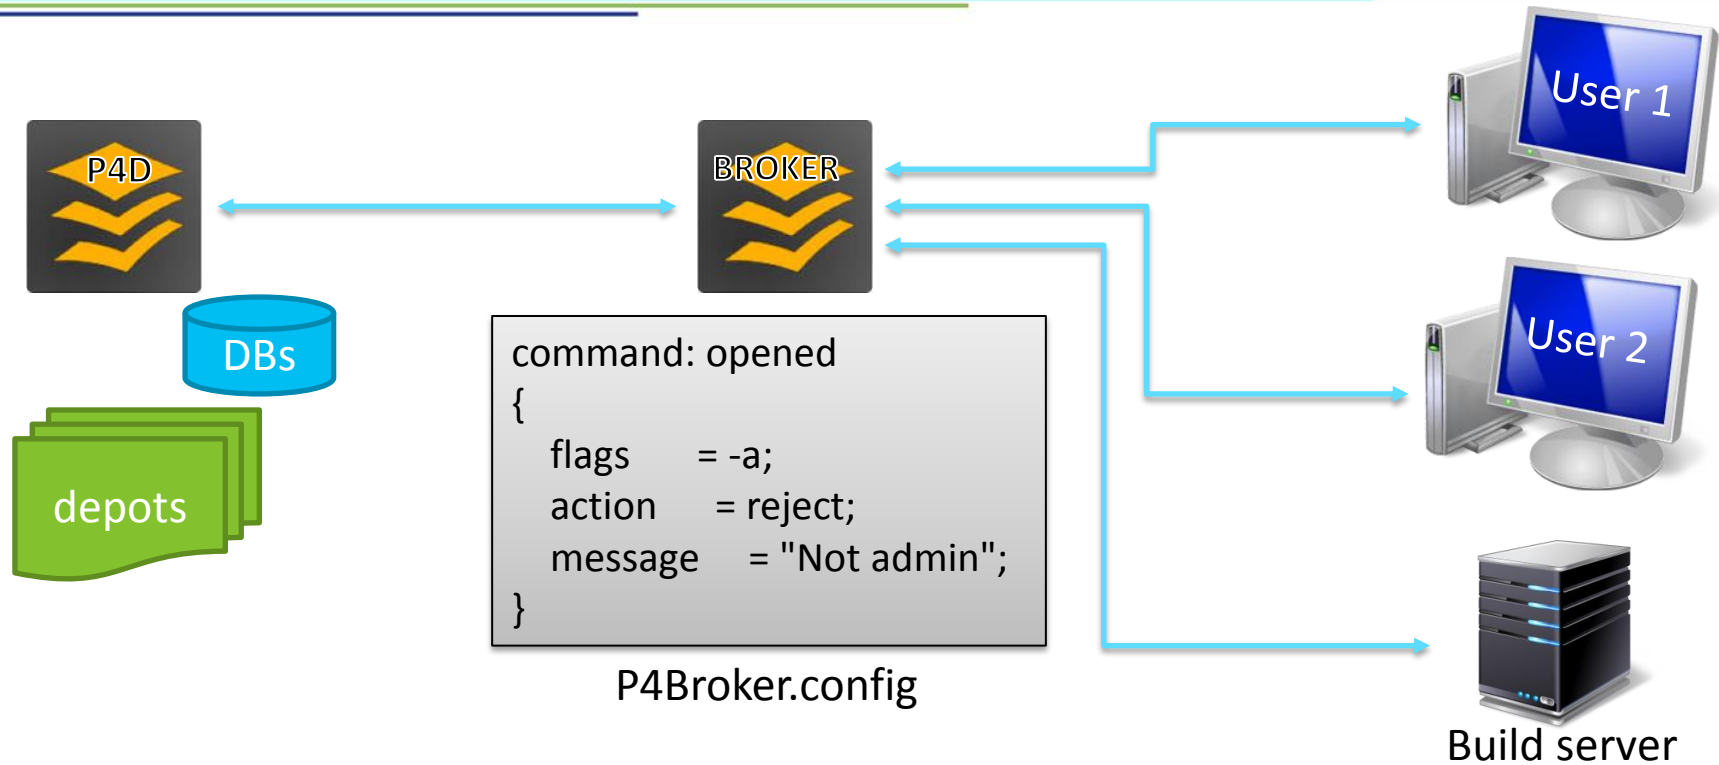 P4D
BROKER
User 1
DBs
User 2
depots
command: opened
{
flags = -a;
action = reject;
message = "Not admin";
}
P4Broker.config
Build server